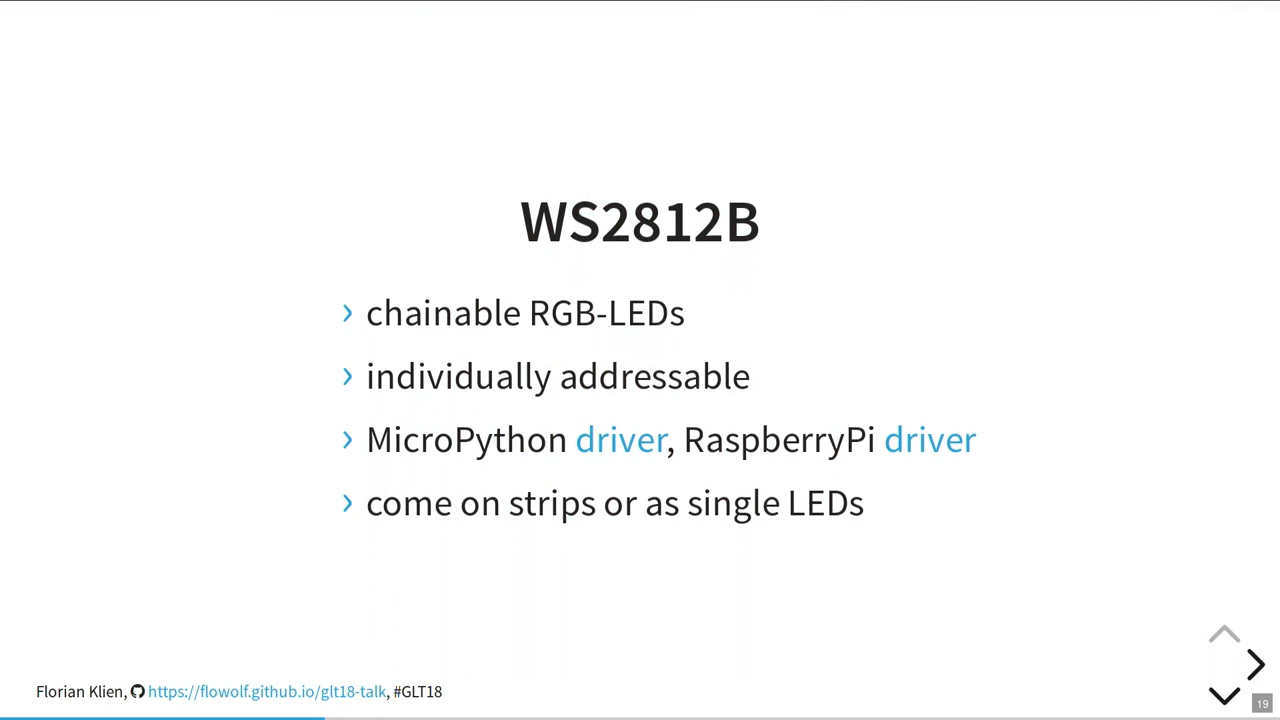 WS2812B
› chainable RGB-LEDs
› individually addressable
› MicroPython driver, RaspberryPi driver
› come on strips or as single LEDs
Florian Klien, https://flowolf.github.io/glt18-talk, #GLT18
19